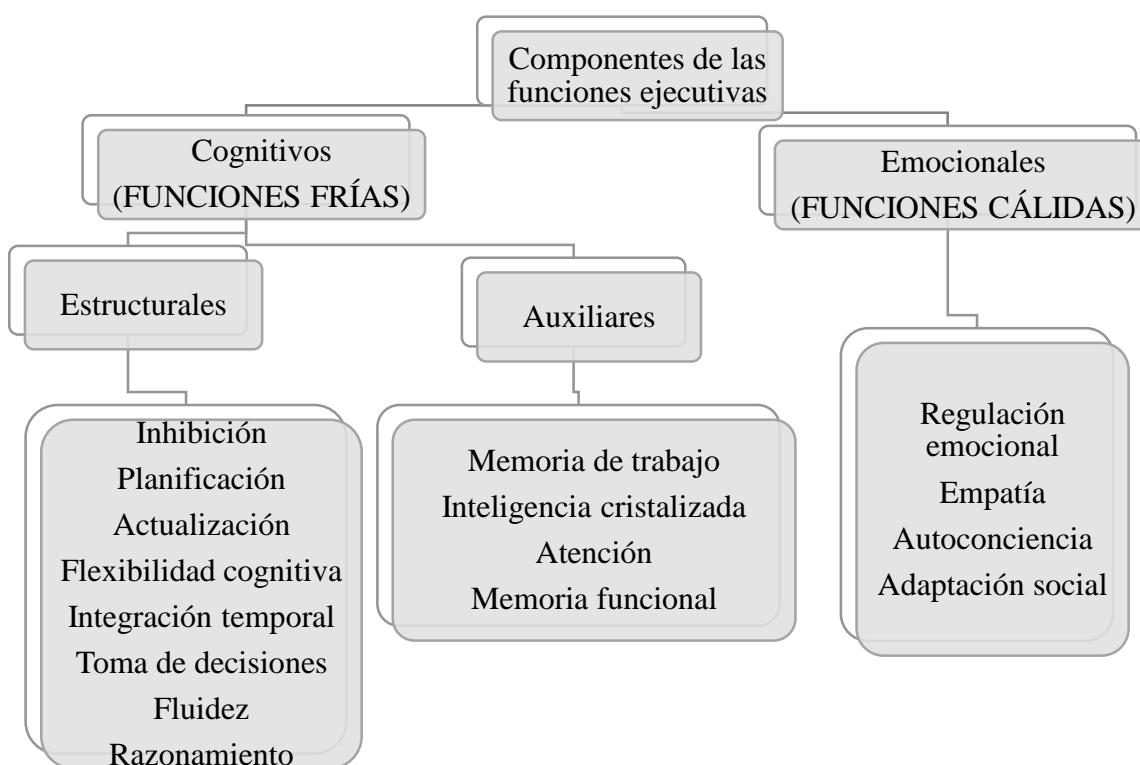 Componentes de las
funciones ejecutivas
Cognitivos
(FUNCIONES FRÍAS)
Emocionales
(FUNCIONES CÁLIDAS)
Estructurales
Auxiliares
Inhibición
Planificación
Actualización
Flexibilidad cognitiva
Integración temporal
Toma de decisiones
Fluidez
Razonamiento
Memoria de trabajo
Inteligencia cristalizada
Atención
Memoria funcional
Regulación
emocional
Empatía
Autoconciencia
Adaptación social